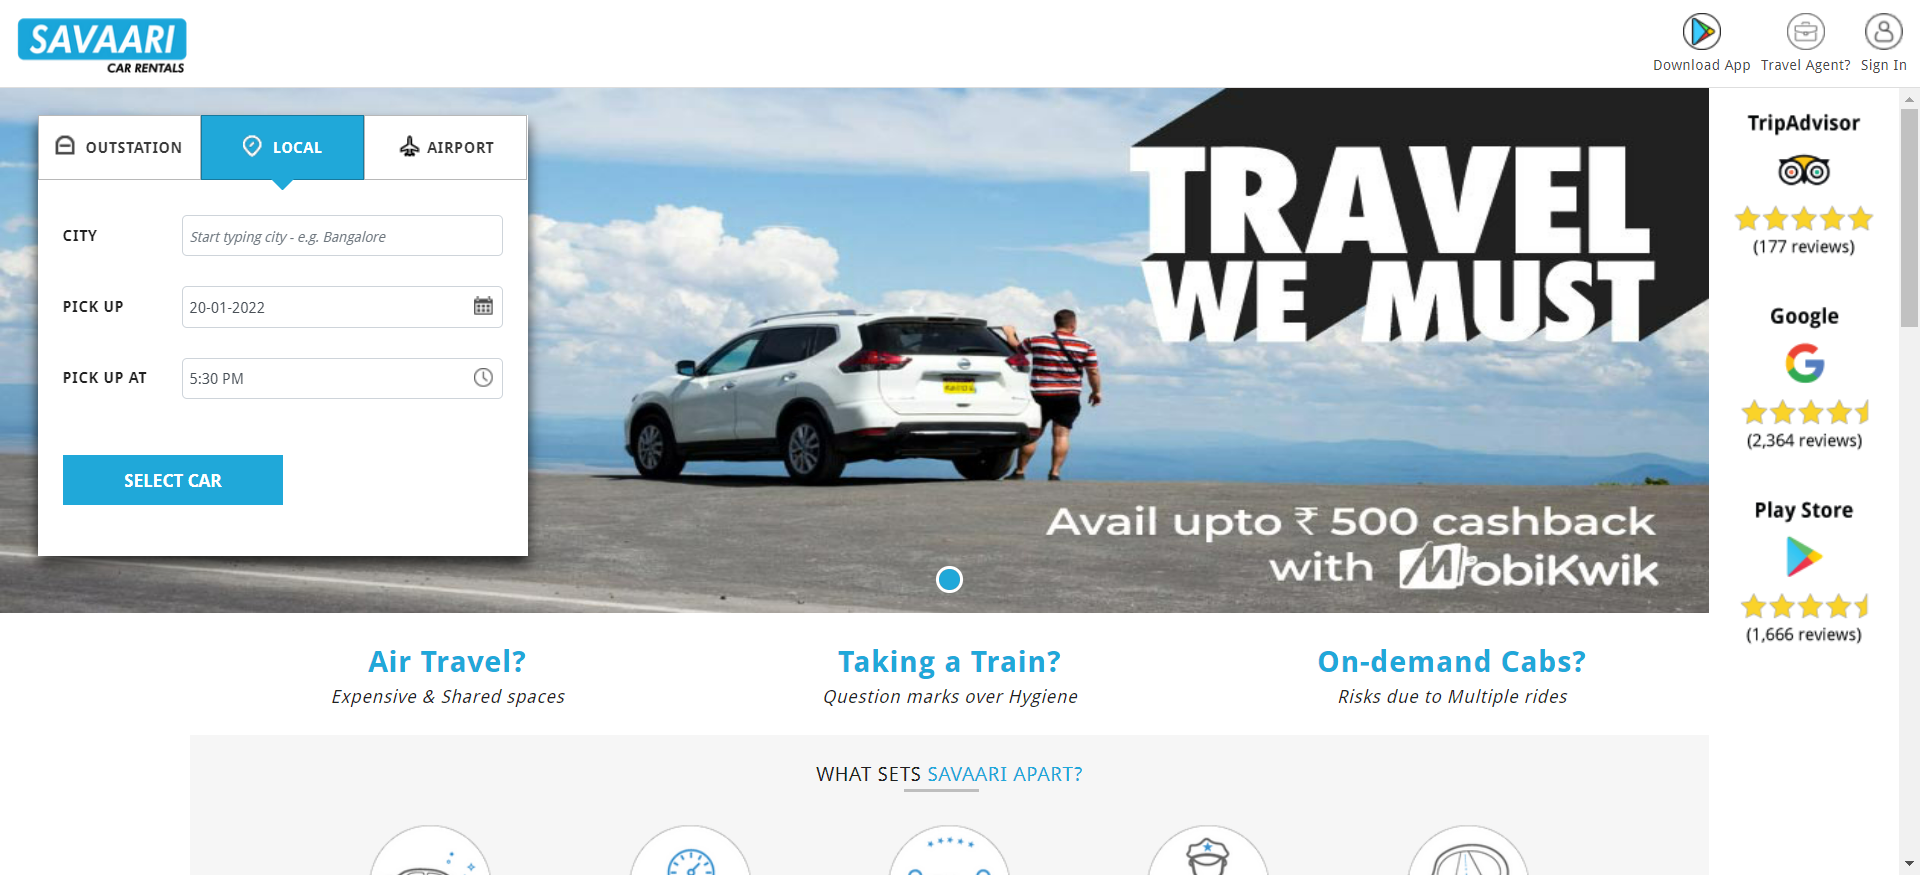 SAVAARI
CAR RENTALS
Download App
Travel Agent?
Sign In
OUTSTATION
LOCAL
AIRPORT
CITY
Start typing city - e.g. Bangalore
PICK UP
20-01-2022
PICK UP AT
5:30 PM
SELECT CAR
TRAVEL
WE MUST
Avail upto ₹ 500 cashback
with MobiKwik
TripAdvisor
(177 reviews)
Google
(2,364 reviews)
Play Store
(1,666 reviews)
Air Travel?
Expensive & Shared spaces
Taking a Train?
Question marks over Hygiene
On-demand Cabs?
Risks due to Multiple rides
WHAT SETS SAVAARI APART?